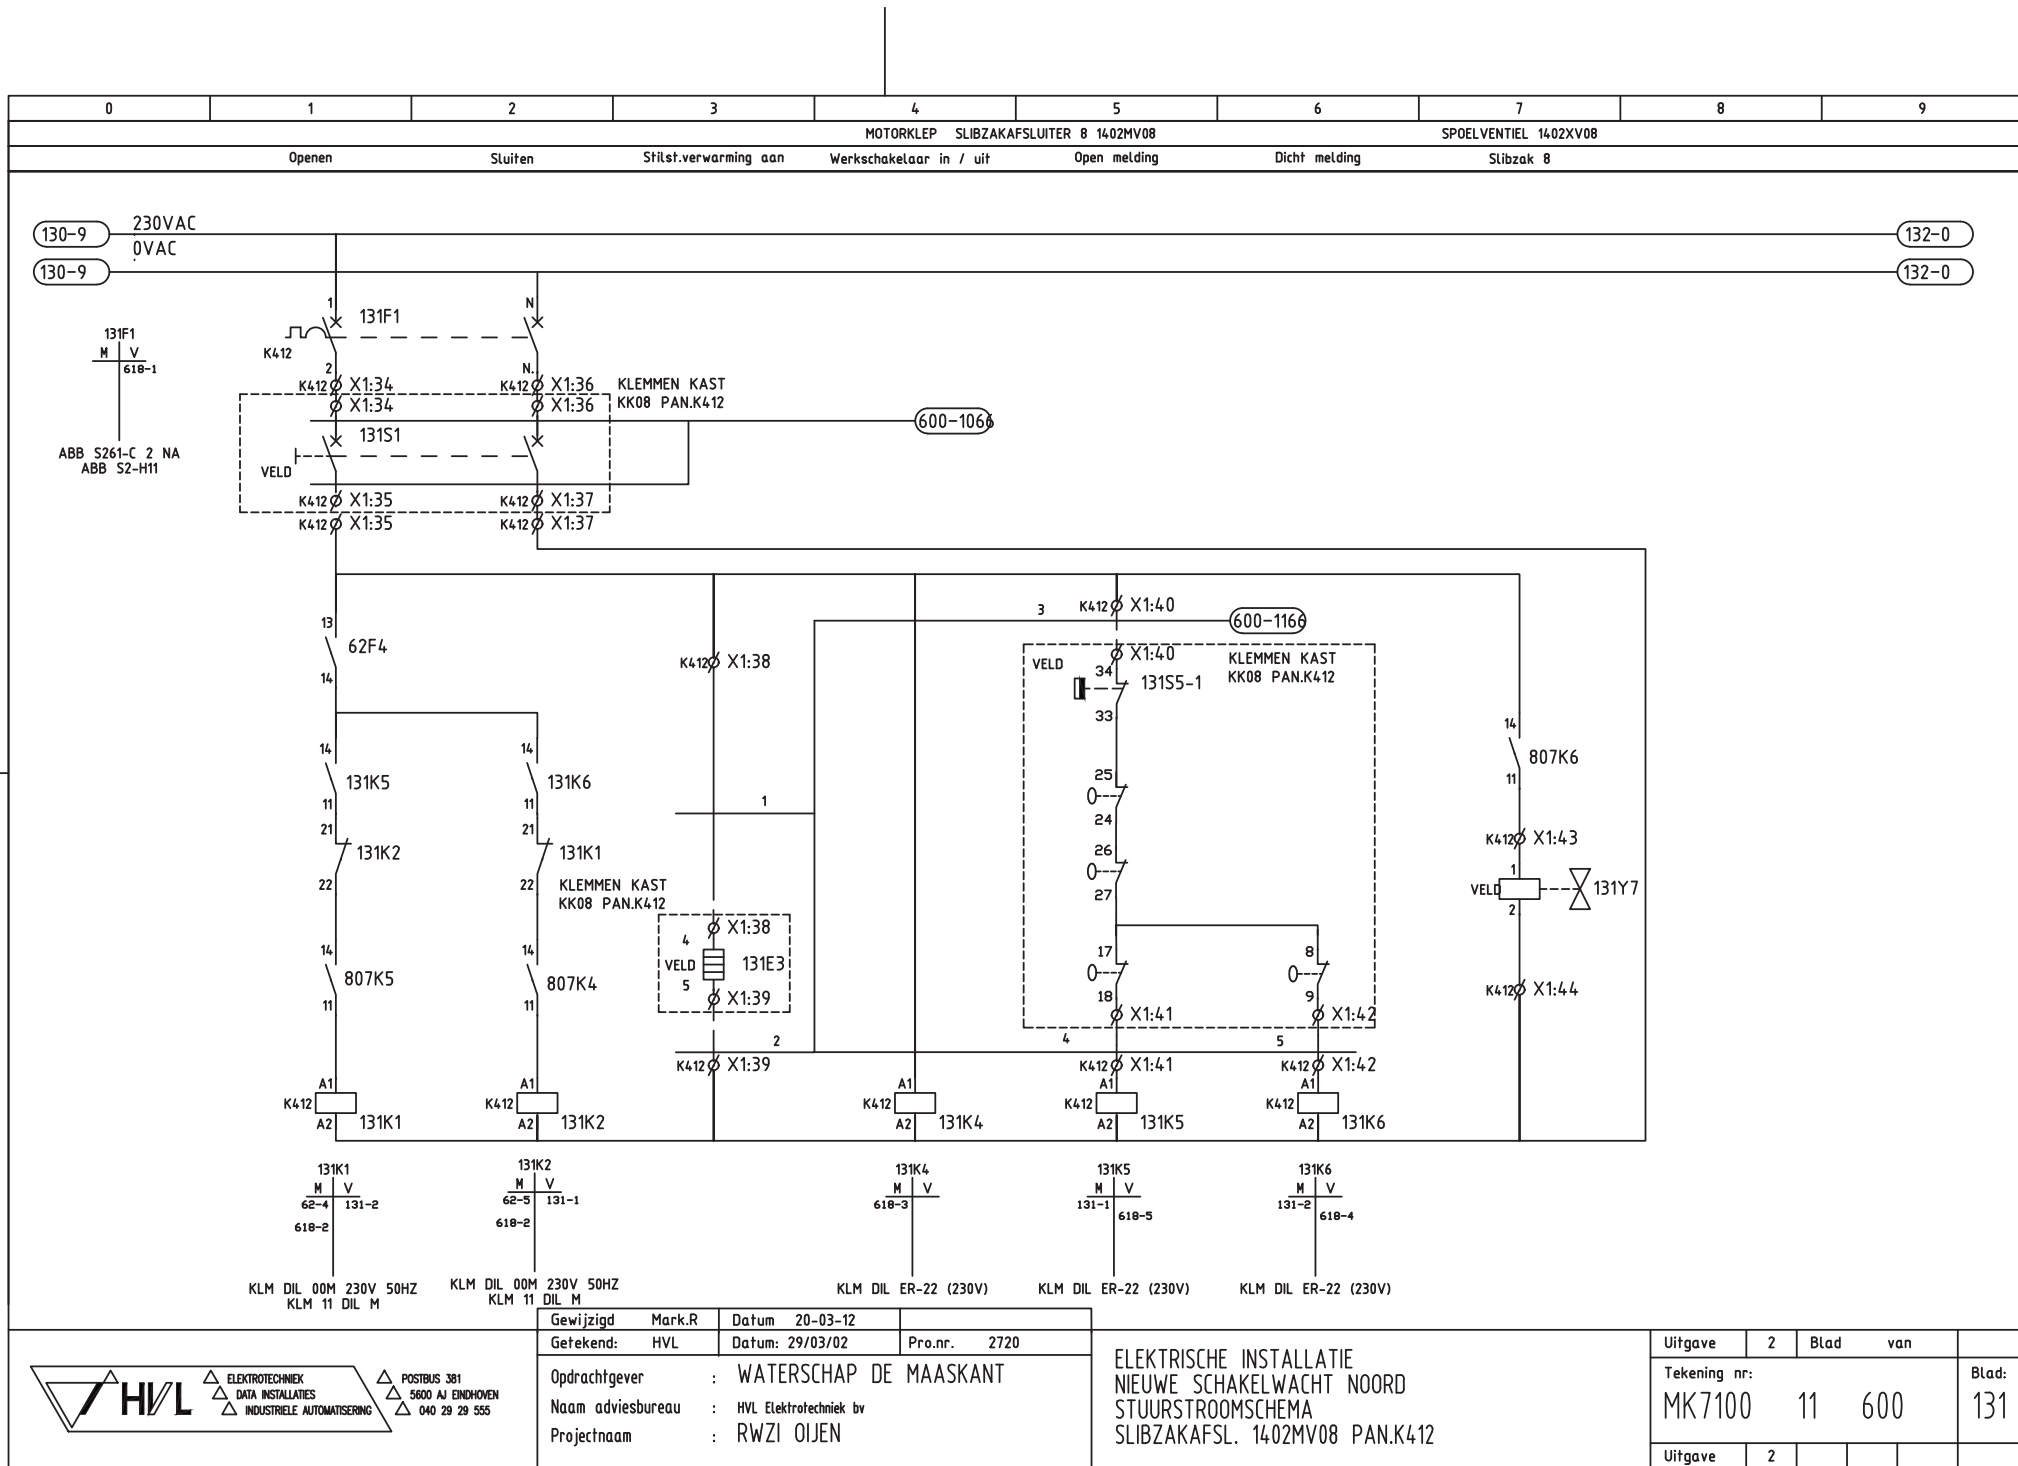 0 1 2 3 4 5 6 7 8 9
MOTORKLEP SLIBZAKAFSLUITER 8 1402MV08 SPOELVENTIEL 1402XV08
Openen Sluiten Stilst.verwarming aan Werkschakelaar in / uit Open melding Dicht melding Slibzak 8
130-9 230VAC 132-0
0VAC
130-9 132-0
1 N
131F1
131F1
M V
618-1
K412
2 N.
K412 X1:34 K412 X1:36 KLEMMEN KAST
X1:34 X1:36 KK08 PAN.K412
600-1066
131S1
ABB S261-C 2 NA
ABB S2-H11
VELD
K412 X1:35 K412 X1:37
K412 X1:35 K412 X1:37
3 K412 X1:40
600-1166
13
62F4
14
K412 X1:38
VELD X1:40 KLEMMEN KAST
34 KK08 PAN.K412
131S5-1
33
14
807K6
11
14 14
131K5 131K6
11 11
21 21
131K2 131K1
22 22
KLEMMEN KAST
KK08 PAN.K412
1
25
24
26
27
K412 X1:43
1
VELD 131Y7
2
X1:38
4
VELD 131E3
5
X1:39
14 14
807K5 807K4
11 11
17 8
18 9
X1:41 X1:42
K412 X1:44
2 4 5
K412 X1:39 K412 X1:41 K412 X1:42
A1 A1 A1 A1 A1
K412 K412 K412 K412 K412
A2 131K1 A2 131K2 A2 131K4 A2 131K5 A2 131K6
131K1 131K2 131K4 131K5 131K6
M V M V M V M V M V
62-4 131-2 62-5 131-1 618-3 131-1 131-2
618-2 618-2 618-5 618-4
KLM DIL 00M 230V 50HZ KLM DIL 00M 230V 50HZ KLM DIL ER-22 (230V) KLM DIL ER-22 (230V) KLM DIL ER-22 (230V)
KLM 11 DIL M KLM 11 DIL M
Gewijzigd Mark.R Datum 20-03-12
Getekend: HVL Datum: 29/03/02 Pro.nr. 2720
Opdrachtgever : WATERSCHAP DE MAASKANT
Naam adviesbureau : HVL Elektrotechniek bv
Projectnaam : RWZI OIJEN
HVL
ELEKTROTECHNIEK
DATA INSTALLATIES
INDUSTRIELE AUTOMATISERING
POSTBUS 381
5600 AJ EINDHOVEN
040 29 29 555
ELEKTRISCHE INSTALLATIE
NIEUWE SCHAKELWACHT NOORD
STUURSTROOMSCHEMA
SLIBZAKAFSL. 1402MV08 PAN.K412
Uitgave 2 Blad van
Tekening nr: Blad:
MK7100 11 600 131
Uitgave 2